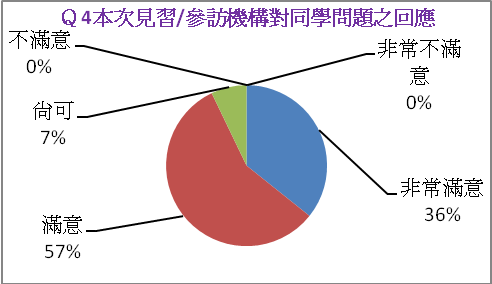 Q 4本次見習/參訪機構對同學問題之回應
不滿意
0%
非常不滿
意
0%
尚可
7%
非常滿意
36%
滿意
57%